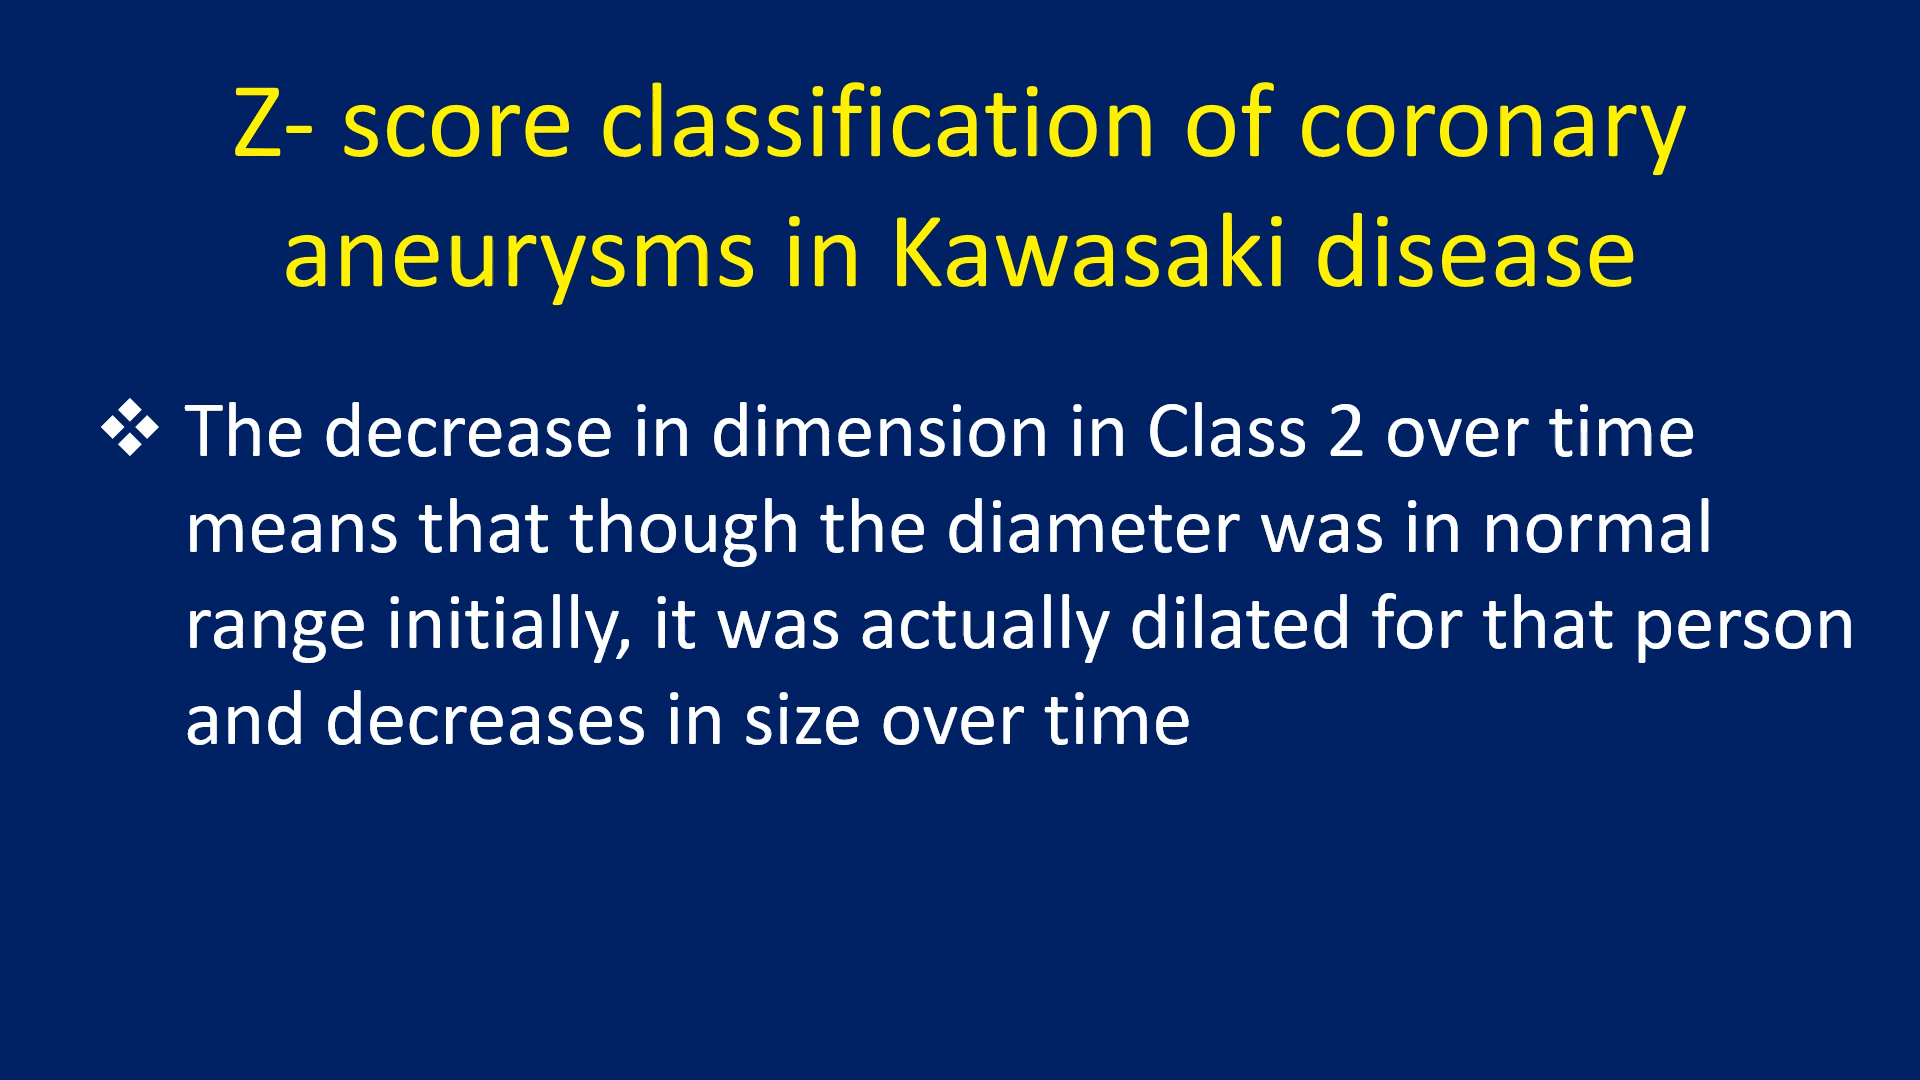 Z- score classification of coronary
aneurysms in Kawasaki disease
❖ The decrease in dimension in Class 2 over time
means that though the diameter was in normal
range initially, it was actually dilated for that person
and decreases in size over time